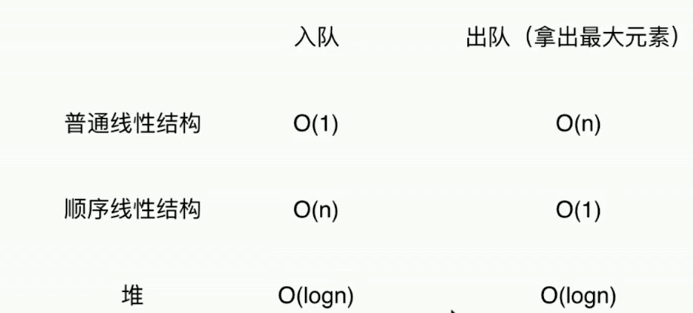 入队 出队（拿出最大元素）
普通线性结构 O(1) O(n)
顺序线性结构 O(n) O(1)
堆 O(logn) O(logn)